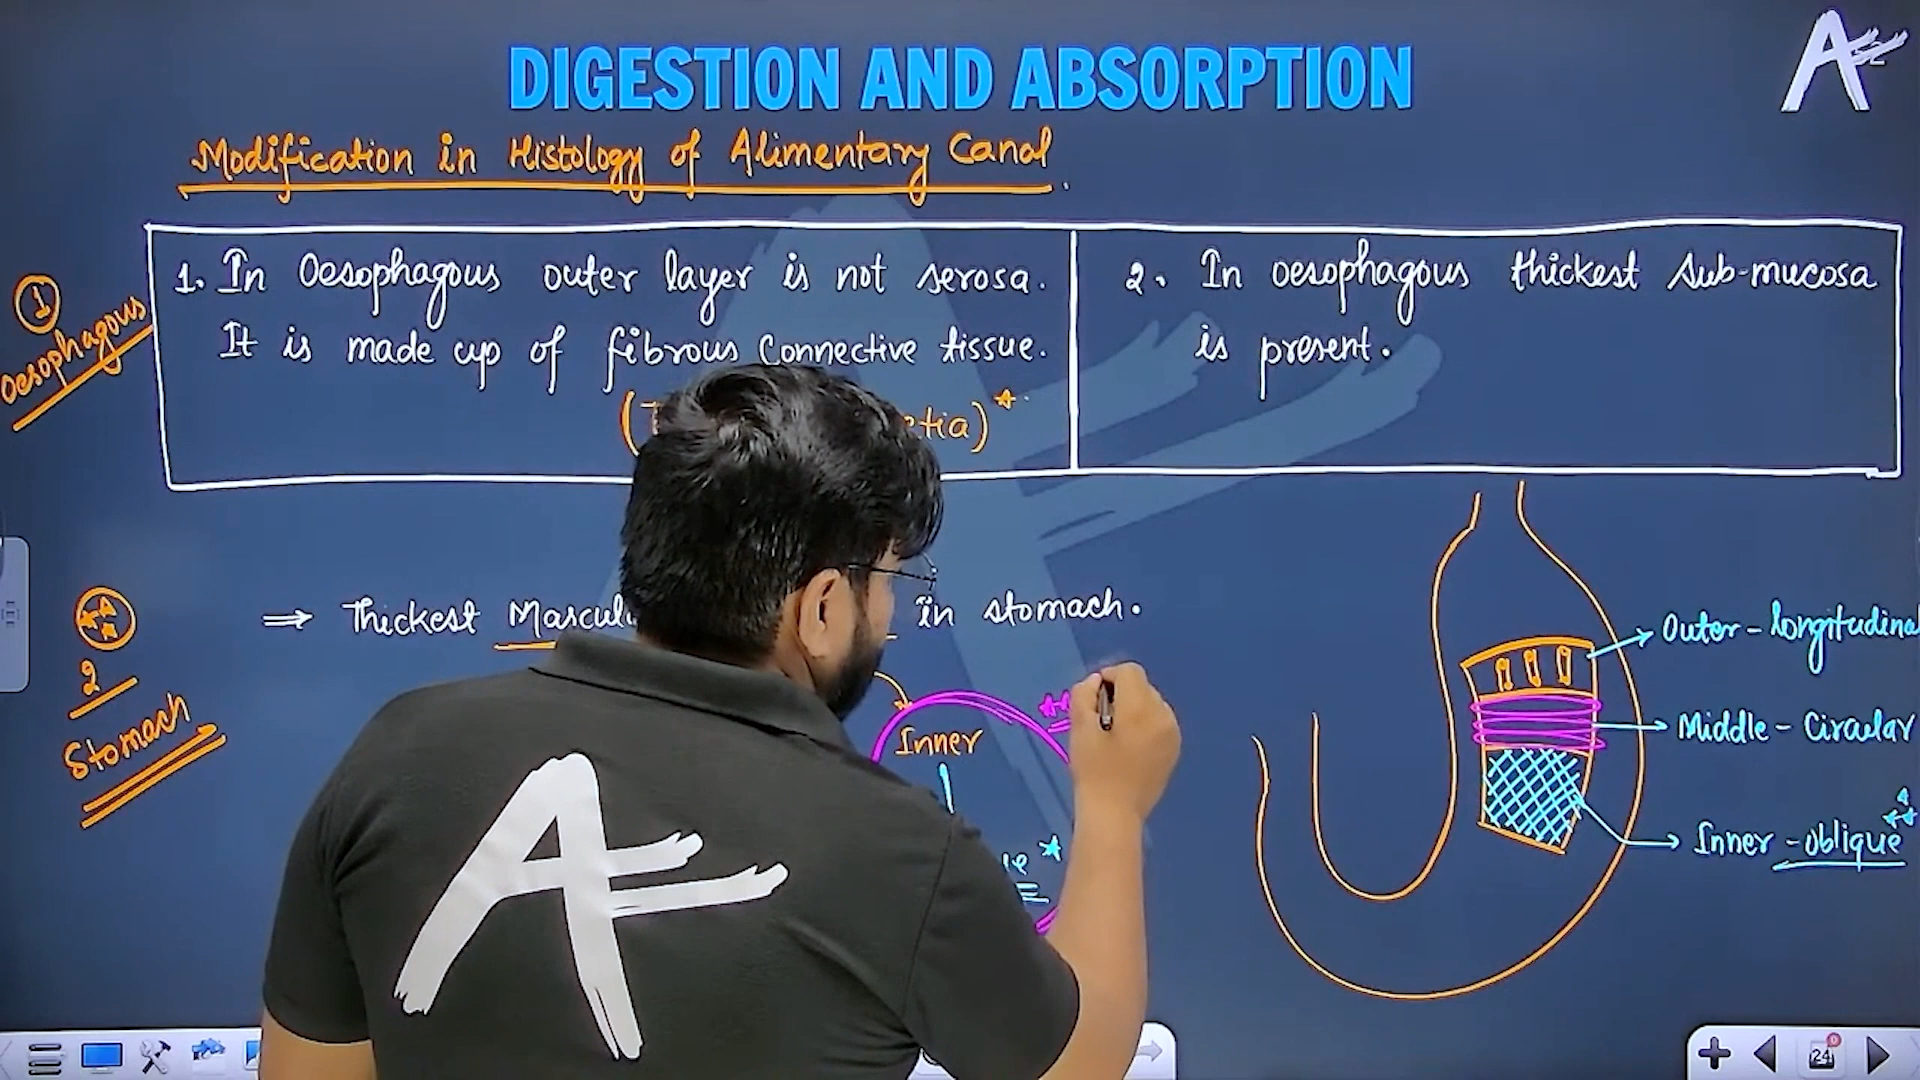 DIGESTION AND ABSORPTION
Modification in Histology of Alimentary Canal
1. In Oesophagous outer layer is not serosa.
It is made up of fibrous Connective tissue.
2. In oesophagous thickest Sub-mucosa
is present.
1
Oesophagous
2
Stomach
⇒ Thickest in stomach.
Inner
Outer - longitudinal
Middle - Circular
Inner - oblique
24